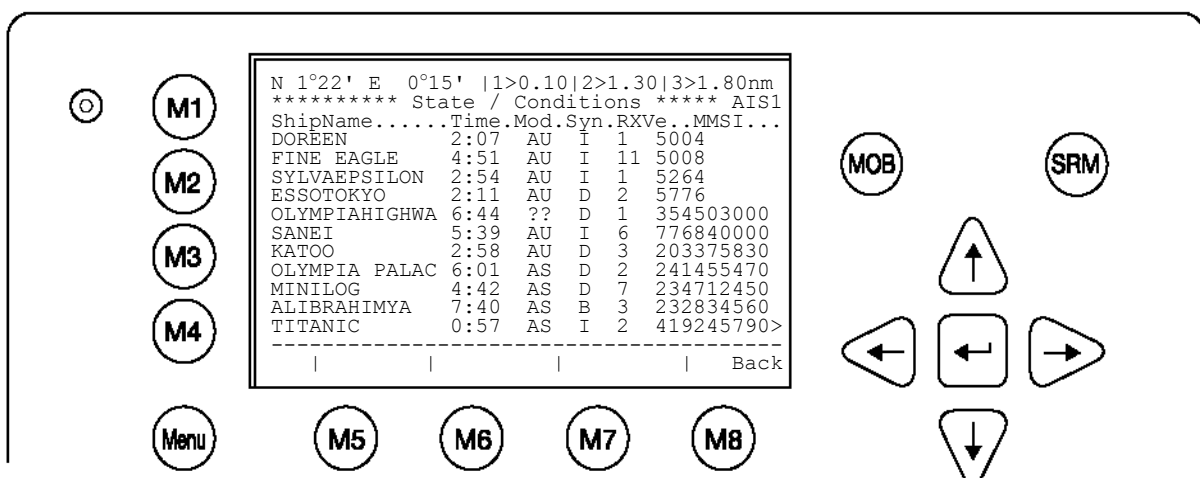 N 1°22' E  0°15' |1>0.10|2>1.30|3>1.80nm
********** State / Conditions ***** AIS1
ShipName......Time.Mod.Syn.RXVe..MMSI...
DOREEN 2:07 AU I 1 5004
FINE EAGLE 4:51 AU I 11 5008
SYLVAEPSILON 2:54 AU I 1 5264
ESSOTOKYO 2:11 AU D 2 5776
OLYMPIAHIGHWA 6:44 ?? D 1 354503000
SANEI 5:39 AU I 6 776840000
KATOO 2:58 AU D 3 203375830
OLYMPIA PALAC 6:01 AS D 2 241455470
MINILOG 4:42 AS D 7 234712450
ALIBRAHIMYA 7:40 AS B 3 232834560
TITANIC 0:57 AS I 2 419245790>
----------------------------------------
| | | | Back
M1
M2
M3
M4
Menu
M5
M6
M7
M8
MOB
SRM